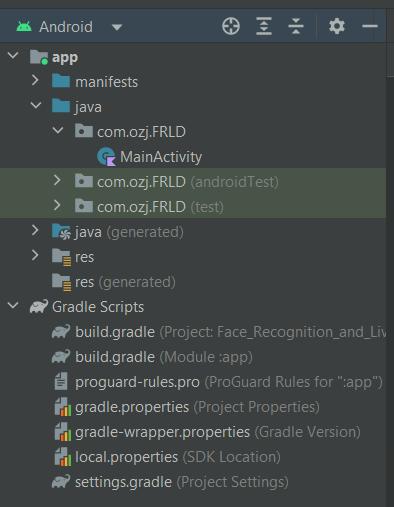 Android
app
manifests
java
com.ozj.FRLD
MainActivity
com.ozj.FRLD (androidTest)
com.ozj.FRLD (test)
java (generated)
res
res (generated)
Gradle Scripts
build.gradle (Project: Face_Recognition_and_Liv
build.gradle (Module :app)
proguard-rules.pro (ProGuard Rules for ":app")
gradle.properties (Project Properties)
gradle-wrapper.properties (Gradle Version)
local.properties (SDK Location)
settings.gradle (Project Settings)